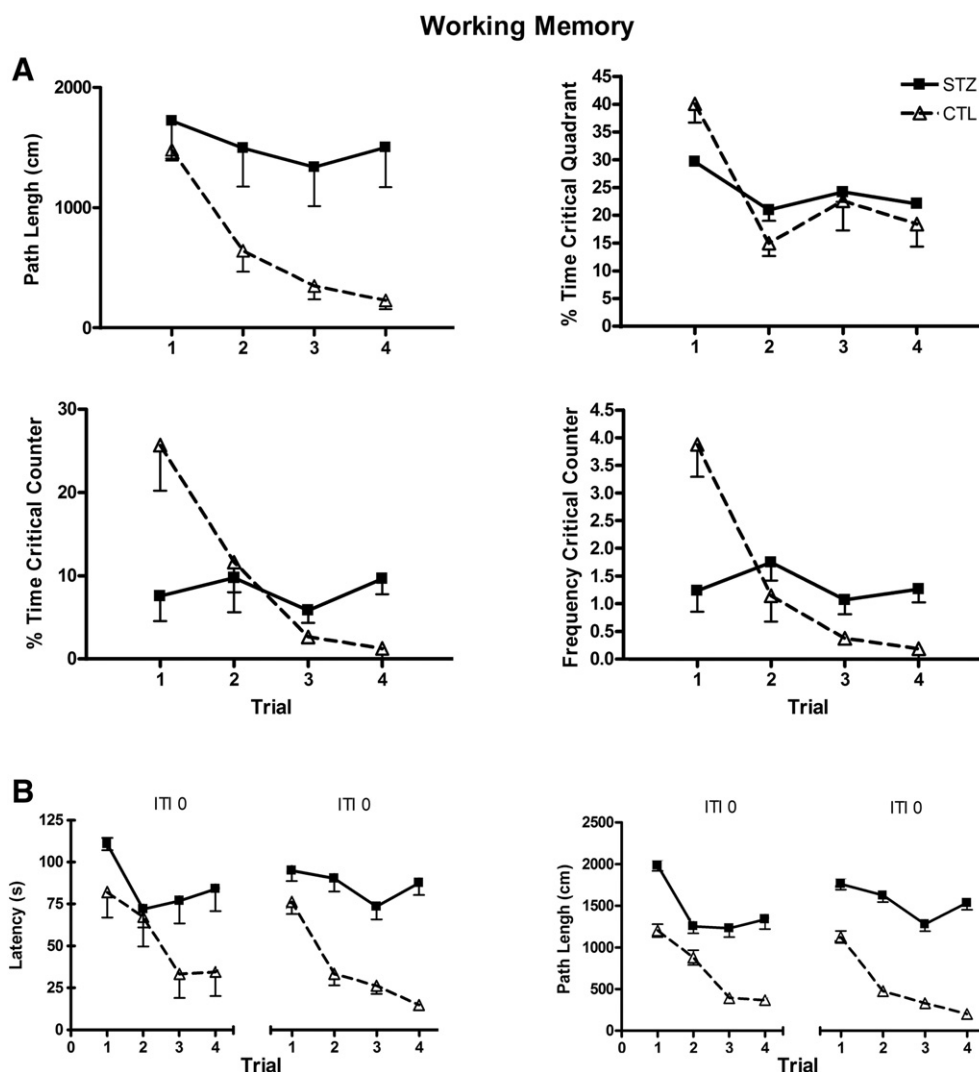 Working Memory
A
2000
1000
0
Path Lengh (cm)
1 2 3 4
45
40
35
30
25
20
15
10
5
0
% Time Critical Quadrant
1 2 3 4
STZ
CTL
30
20
10
0
% Time Critical Counter
1 2 3 4
Trial
4.5
4.0
3.5
3.0
2.5
2.0
1.5
1.0
0.5
0.0
Frequency Critical Counter
1 2 3 4
Trial
B
ITI 0
ITI 0
125
100
75
50
25
0
Latency (s)
0 1 2 3 4
1 2 3 4
Trial
ITI 0
ITI 0
2500
2000
1500
1000
500
0
Path Lengh (cm)
0 1 2 3 4
1 2 3 4
Trial